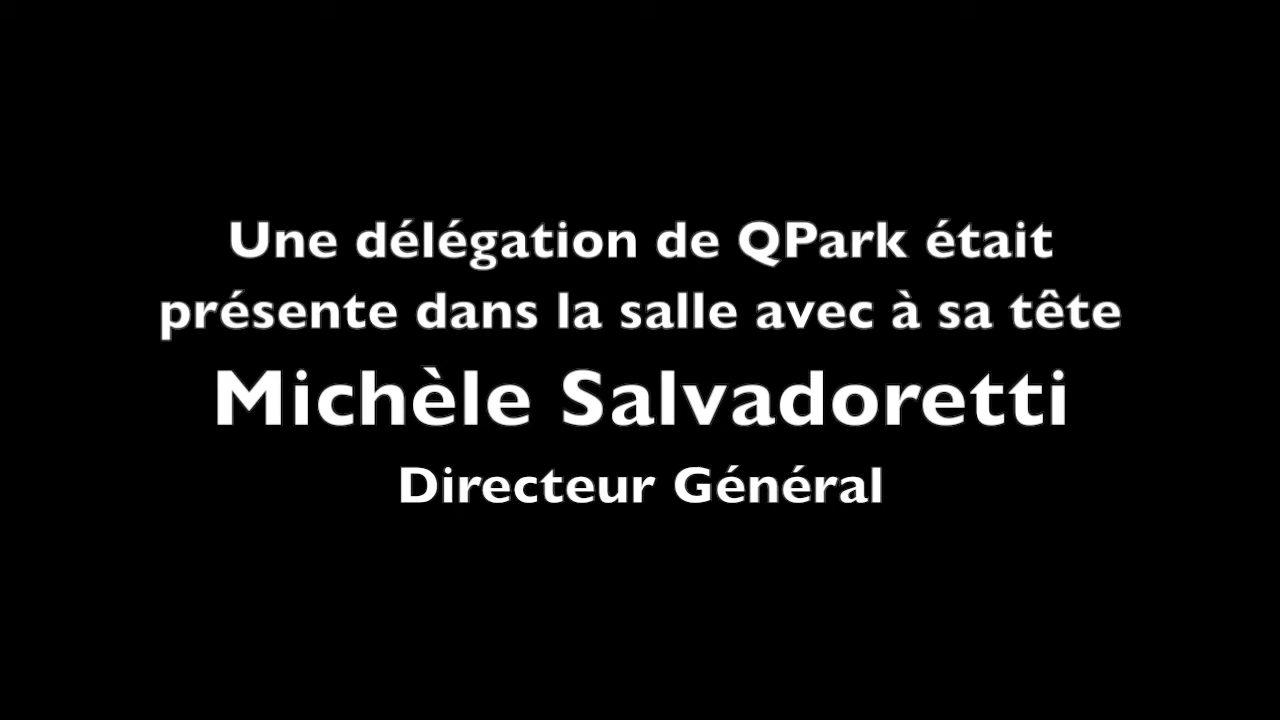 Une délégation de QPark était
présente dans la salle avec à sa tête
Michèle Salvadoretti
Directeur Général